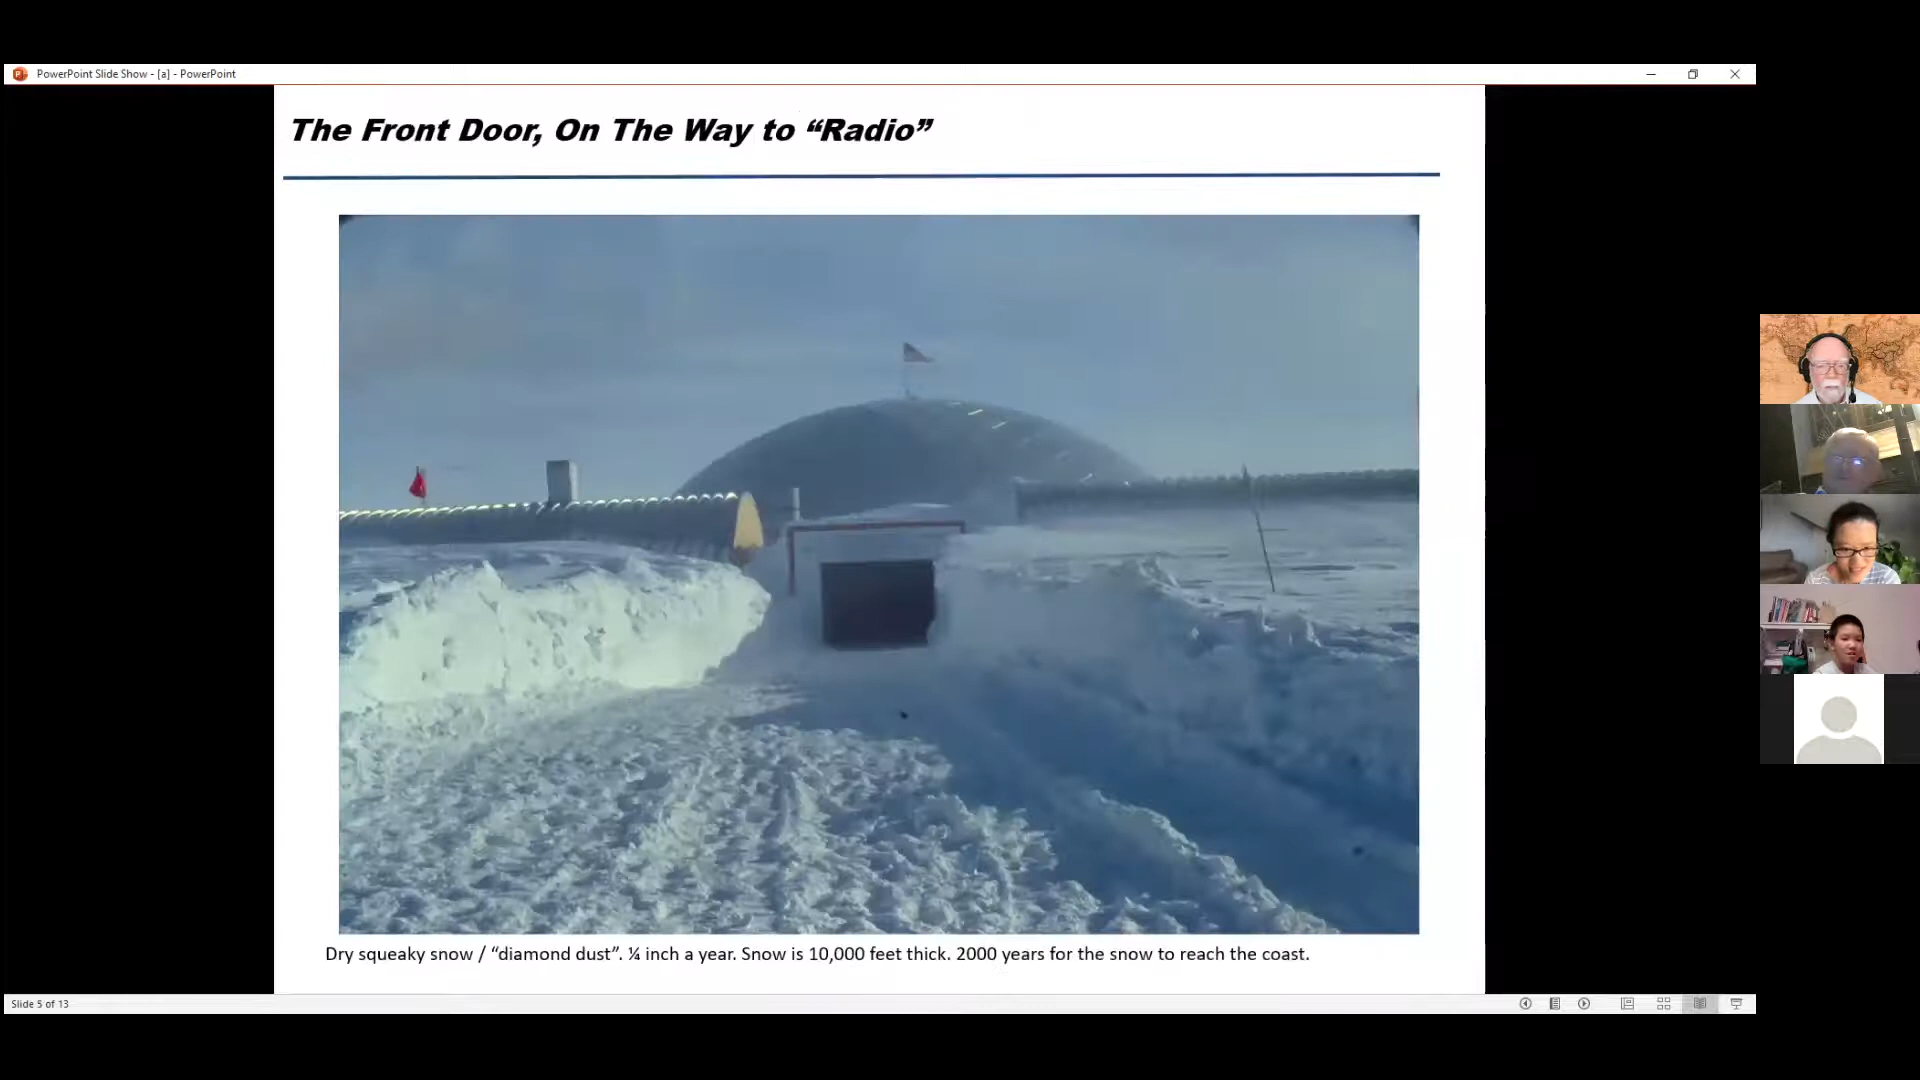 PowerPoint Slide Show - [a] - PowerPoint
The Front Door, On The Way to “Radio”
Dry squeaky snow / “diamond dust”. ¼ inch a year. Snow is 10,000 feet thick. 2000 years for the snow to reach the coast.
Slide 5 of 13